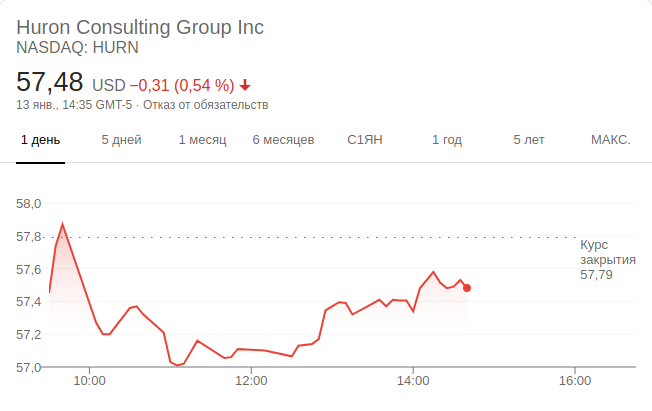 Huron Consulting Group Inc
NASDAQ: HURN
57,48 USD −0,31 (0,54 %)
13 янв., 14:35 GMT-5 · Отказ от обязательств
1 день 5 дней 1 месяц 6 месяцев С1ЯН 1 год 5 лет МАКС.
58,0
57,8
Курс
закрытия
57,79
57,6
57,4
57,2
57,0
10:00 12:00 14:00 16:00